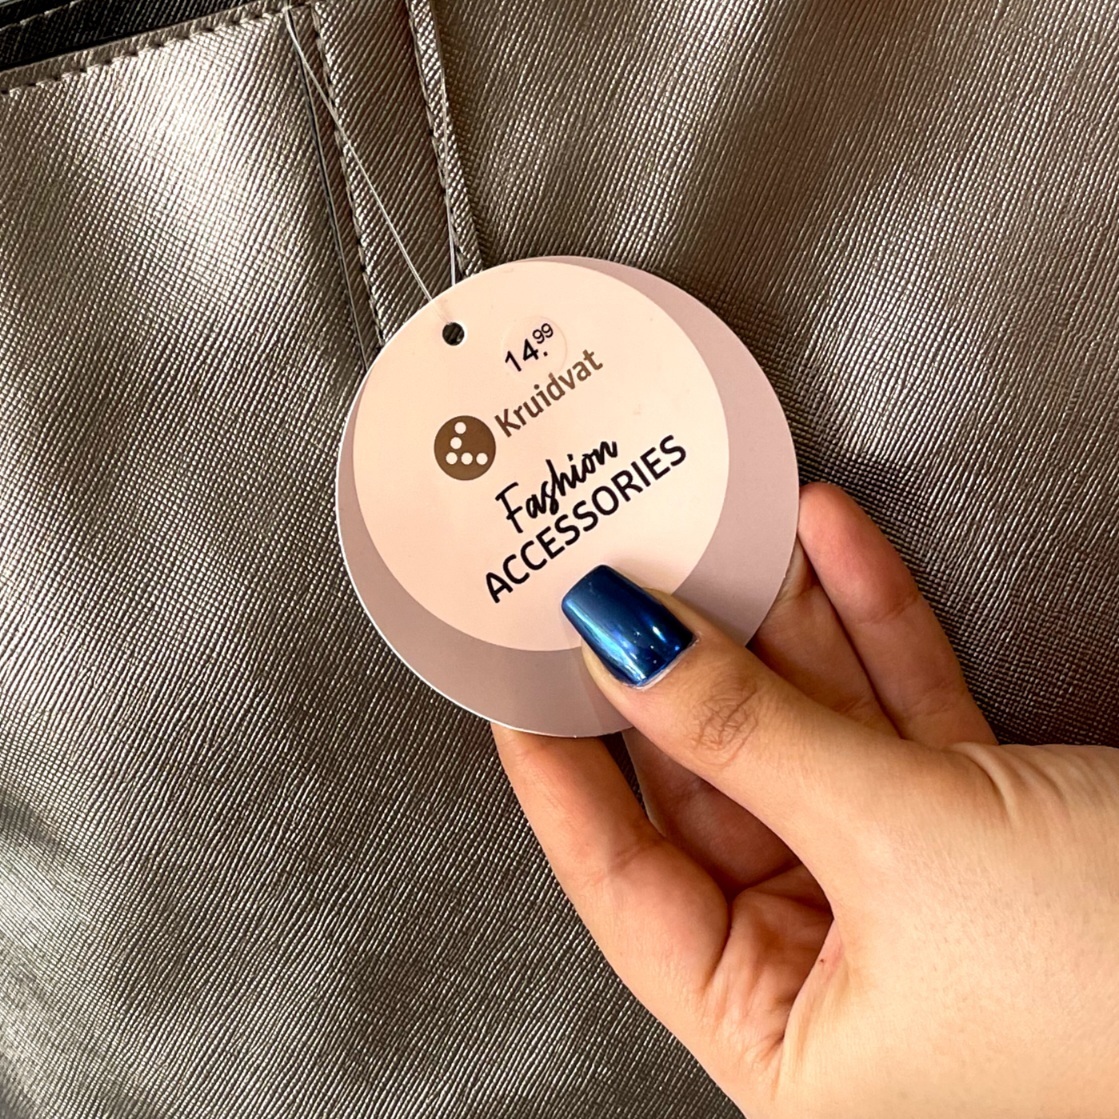 14.99
Kruidvat
Fashion
ACCESSORIES